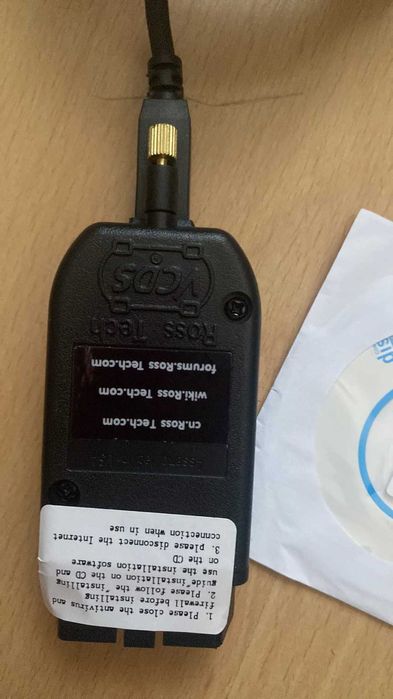 1. Please close the antivirus and
firewall before installing
2. Please follow the "installing
guide"installation on the CD and
use the installation software
on the CD
3. please disconnect the Internet
ccnnection when in use
cn.Ross Tech.com
wiki.Ross Tech.com
forums.Ross Tech.com
Ross Tech
VCDS